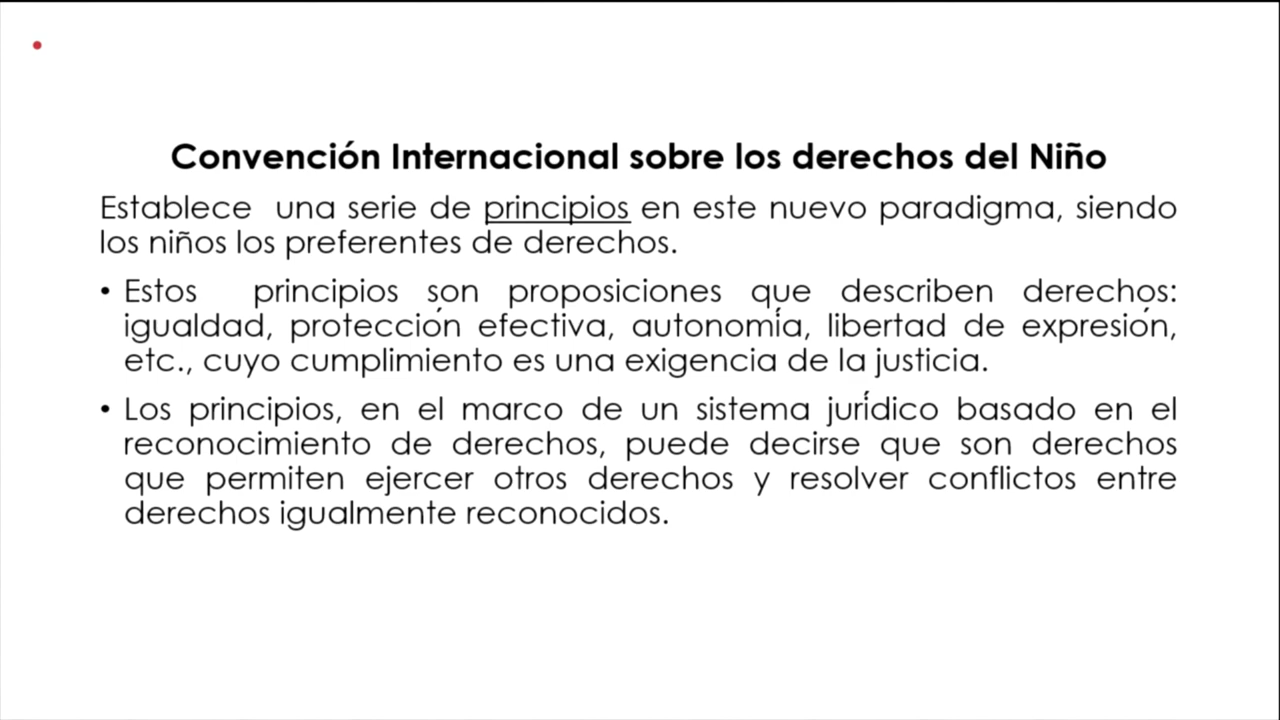 Convención Internacional sobre los derechos del Niño
Establece una serie de principios en este nuevo paradigma, siendo
los niños los preferentes de derechos.
• Estos principios son proposiciones que describen derechos:
igualdad, protección efectiva, autonomía, libertad de expresión,
etc., cuyo cumplimiento es una exigencia de la justicia.
• Los principios, en el marco de un sistema jurídico basado en el
reconocimiento de derechos, puede decirse que son derechos
que permiten ejercer otros derechos y resolver conflictos entre
derechos igualmente reconocidos.